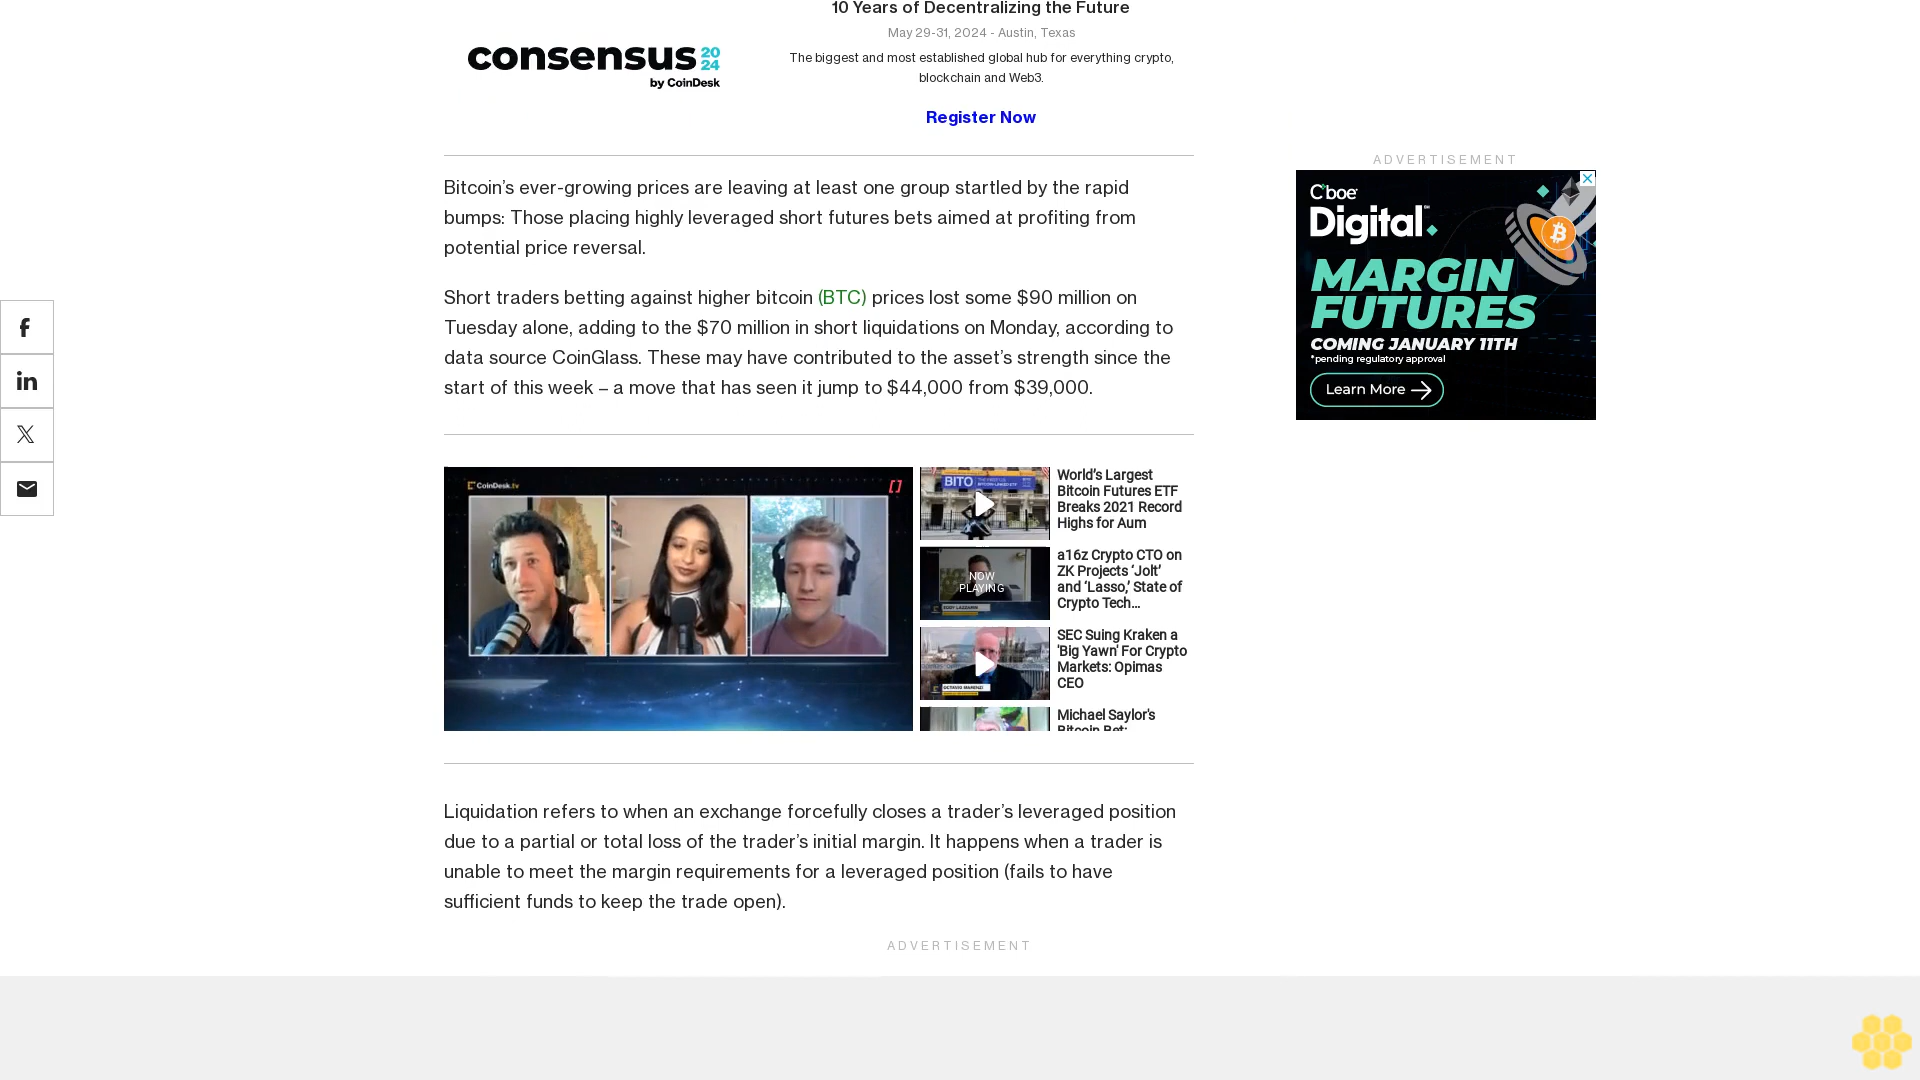 10 Years of Decentralizing the Future
May 29-31, 2024 - Austin, Texas
consensus 2024
by CoinDesk
The biggest and most established global hub for everything crypto,
blockchain and Web3.
Register Now
Bitcoin’s ever-growing prices are leaving at least one group startled by the rapid
bumps: Those placing highly leveraged short futures bets aimed at profiting from
potential price reversal.
Short traders betting against higher bitcoin (BTC) prices lost some $90 million on
Tuesday alone, adding to the $70 million in short liquidations on Monday, according to
data source CoinGlass. These may have contributed to the asset’s strength since the
start of this week – a move that has seen it jump to $44,000 from $39,000.
ADVERTISEMENT
Cboe
Digital
MARGIN
FUTURES
COMING JANUARY 11TH
*pending regulatory approval
Learn More
CoinDesk.tv
BITO
World’s Largest
Bitcoin Futures ETF
Breaks 2021 Record
Highs for Aum
NOW
PLAYING
EDDY LAZZARIN
a16z Crypto CTO on
ZK Projects ‘Jolt’
and ‘Lasso,’ State of
Crypto Tech...
OCTAVIO MARENZI
SEC Suing Kraken a
'Big Yawn' For Crypto
Markets: Opimas
CEO
Michael Saylor's
Bitcoin Bet:
Liquidation refers to when an exchange forcefully closes a trader’s leveraged position
due to a partial or total loss of the trader’s initial margin. It happens when a trader is
unable to meet the margin requirements for a leveraged position (fails to have
sufficient funds to keep the trade open).
ADVERTISEMENT